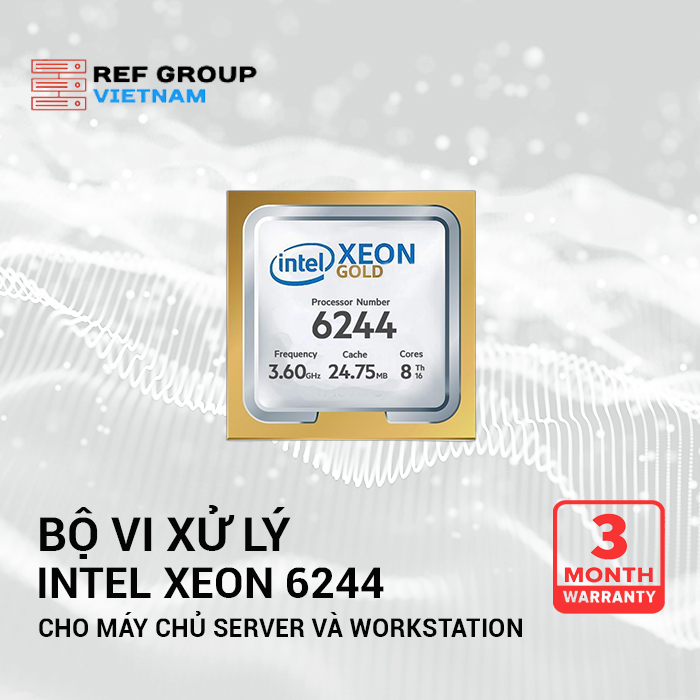 REF GROUP
VIETNAM
intel XEON
GOLD
Processor Number
6244
Frequency Cache Cores
3.60GHz 24.75MB 8 Th 16
BỘ VI XỬ LÝ
INTEL XEON 6244
CHO MÁY CHỦ SERVER VÀ WORKSTATION
3
MONTH
WARRANTY